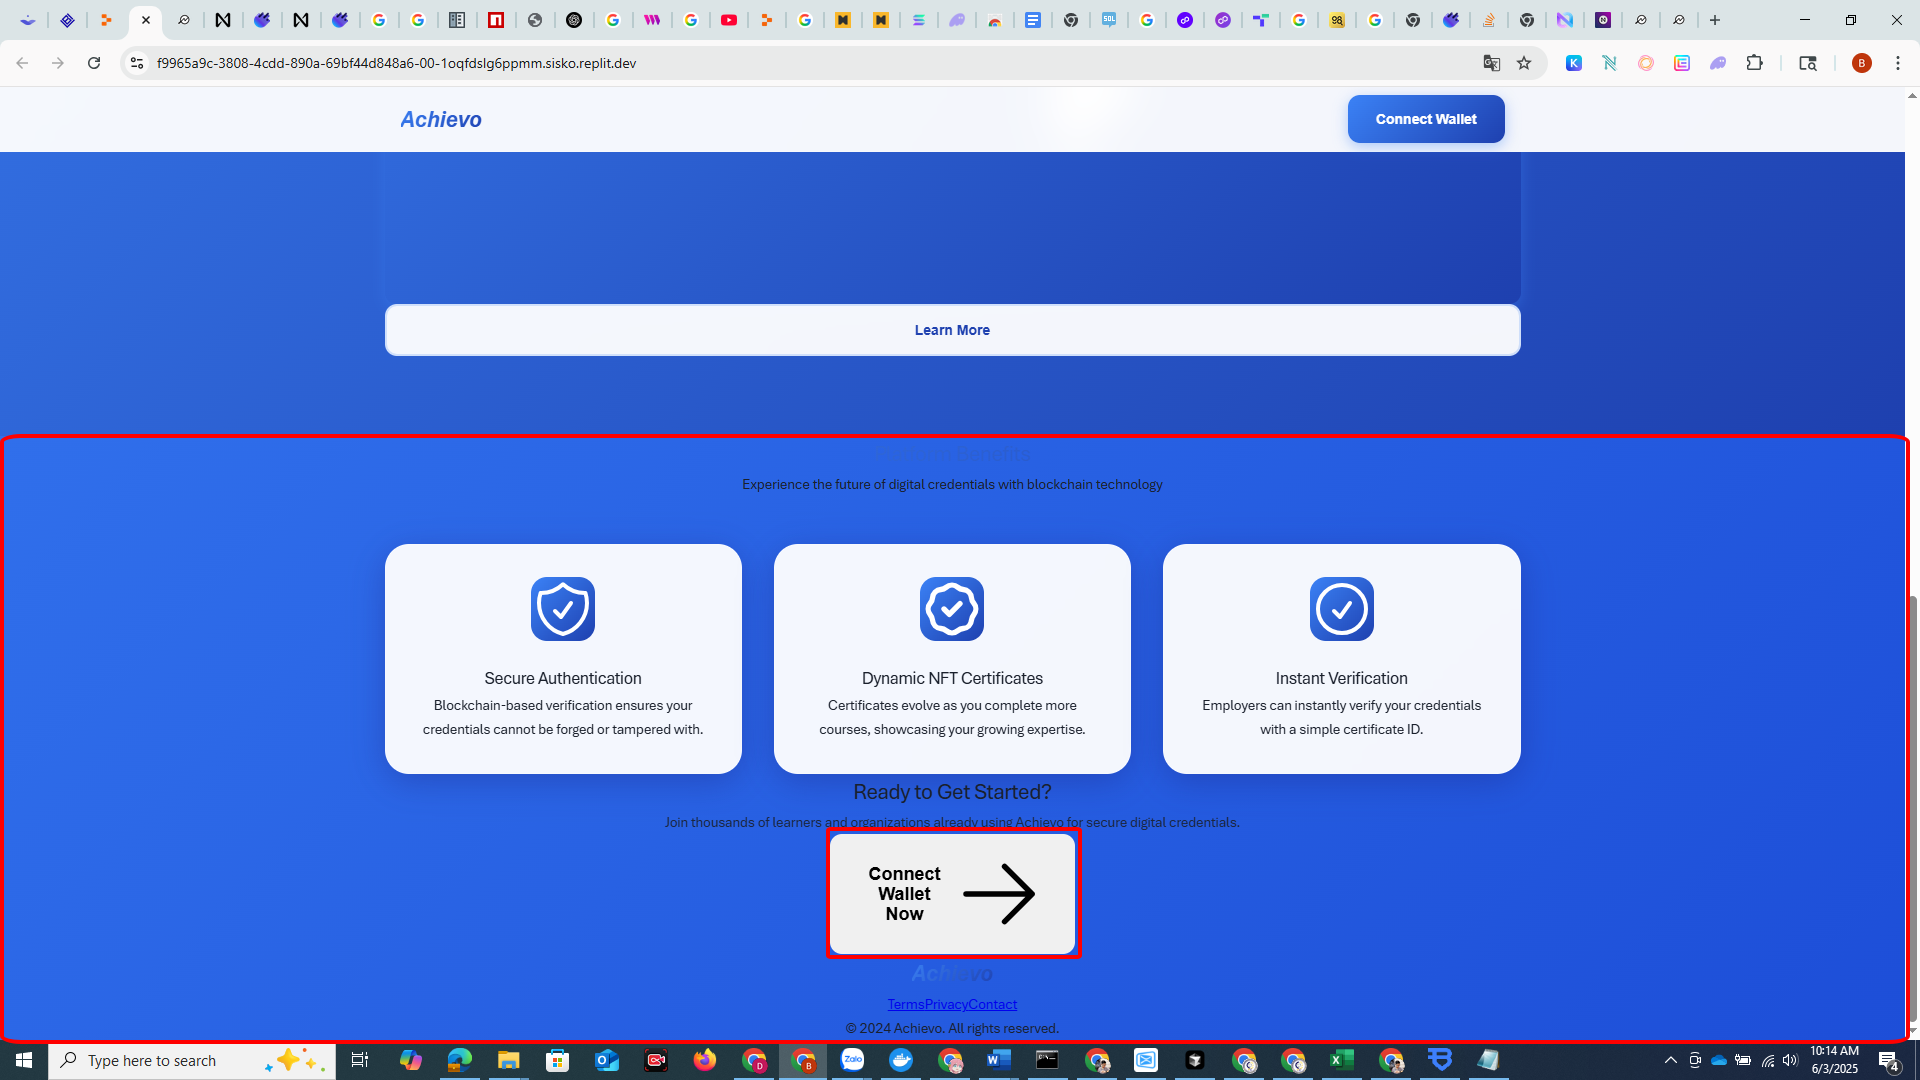 f9965a9c-3808-4cdd-890a-69bf44d848a6-00-1oqfdslg6ppmm.sisko.replit.dev
B
Achievo
Connect Wallet
Learn More
Benefits
Experience the future of digital credentials with blockchain technology
Secure Authentication
Blockchain-based verification ensures your
credentials cannot be forged or tampered with.
Dynamic NFT Certificates
Certificates evolve as you complete more
courses, showcasing your growing expertise.
Instant Verification
Employers can instantly verify your credentials
with a simple certificate ID.
Ready to Get Started?
Join thousands of learners and organizations already using Achievo for secure digital credentials.
Connect
Wallet
Now
Achievo
TermsPrivacyContact
© 2024 Achievo. All rights reserved.
Type here to search
Zalo
10:14 AM
6/3/2025
4